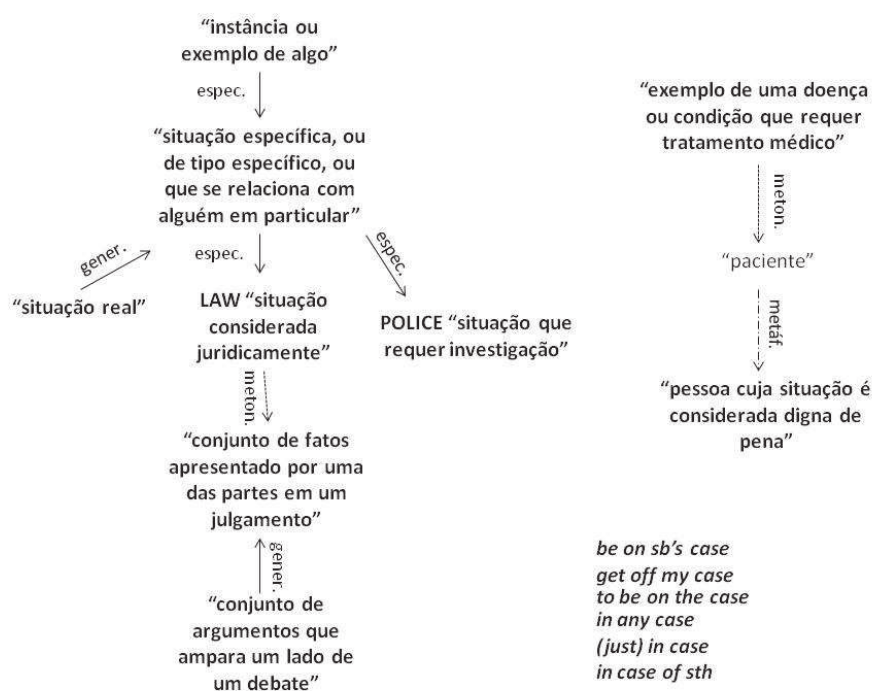 “instância ou
exemplo de algo”
espec.
“situação específica, ou
de tipo específico, ou
que se relaciona com
alguém em particular”
gener.
espec.
espec.
“situação real”
LAW “situação
considerada
juridicamente”
POLICE “situação que
requer investigação”
meton.
“conjunto de fatos
apresentado por uma
das partes em um
julgamento”
gener.
“conjunto de
argumentos que
ampara um lado de
um debate”
“exemplo de uma doença
ou condição que requer
tratamento médico”
meton.
“paciente”
metáf.
“pessoa cuja situação é
considerada digna de
pena”
be on sb’s case
get off my case
to be on the case
in any case
(just) in case
in case of sth